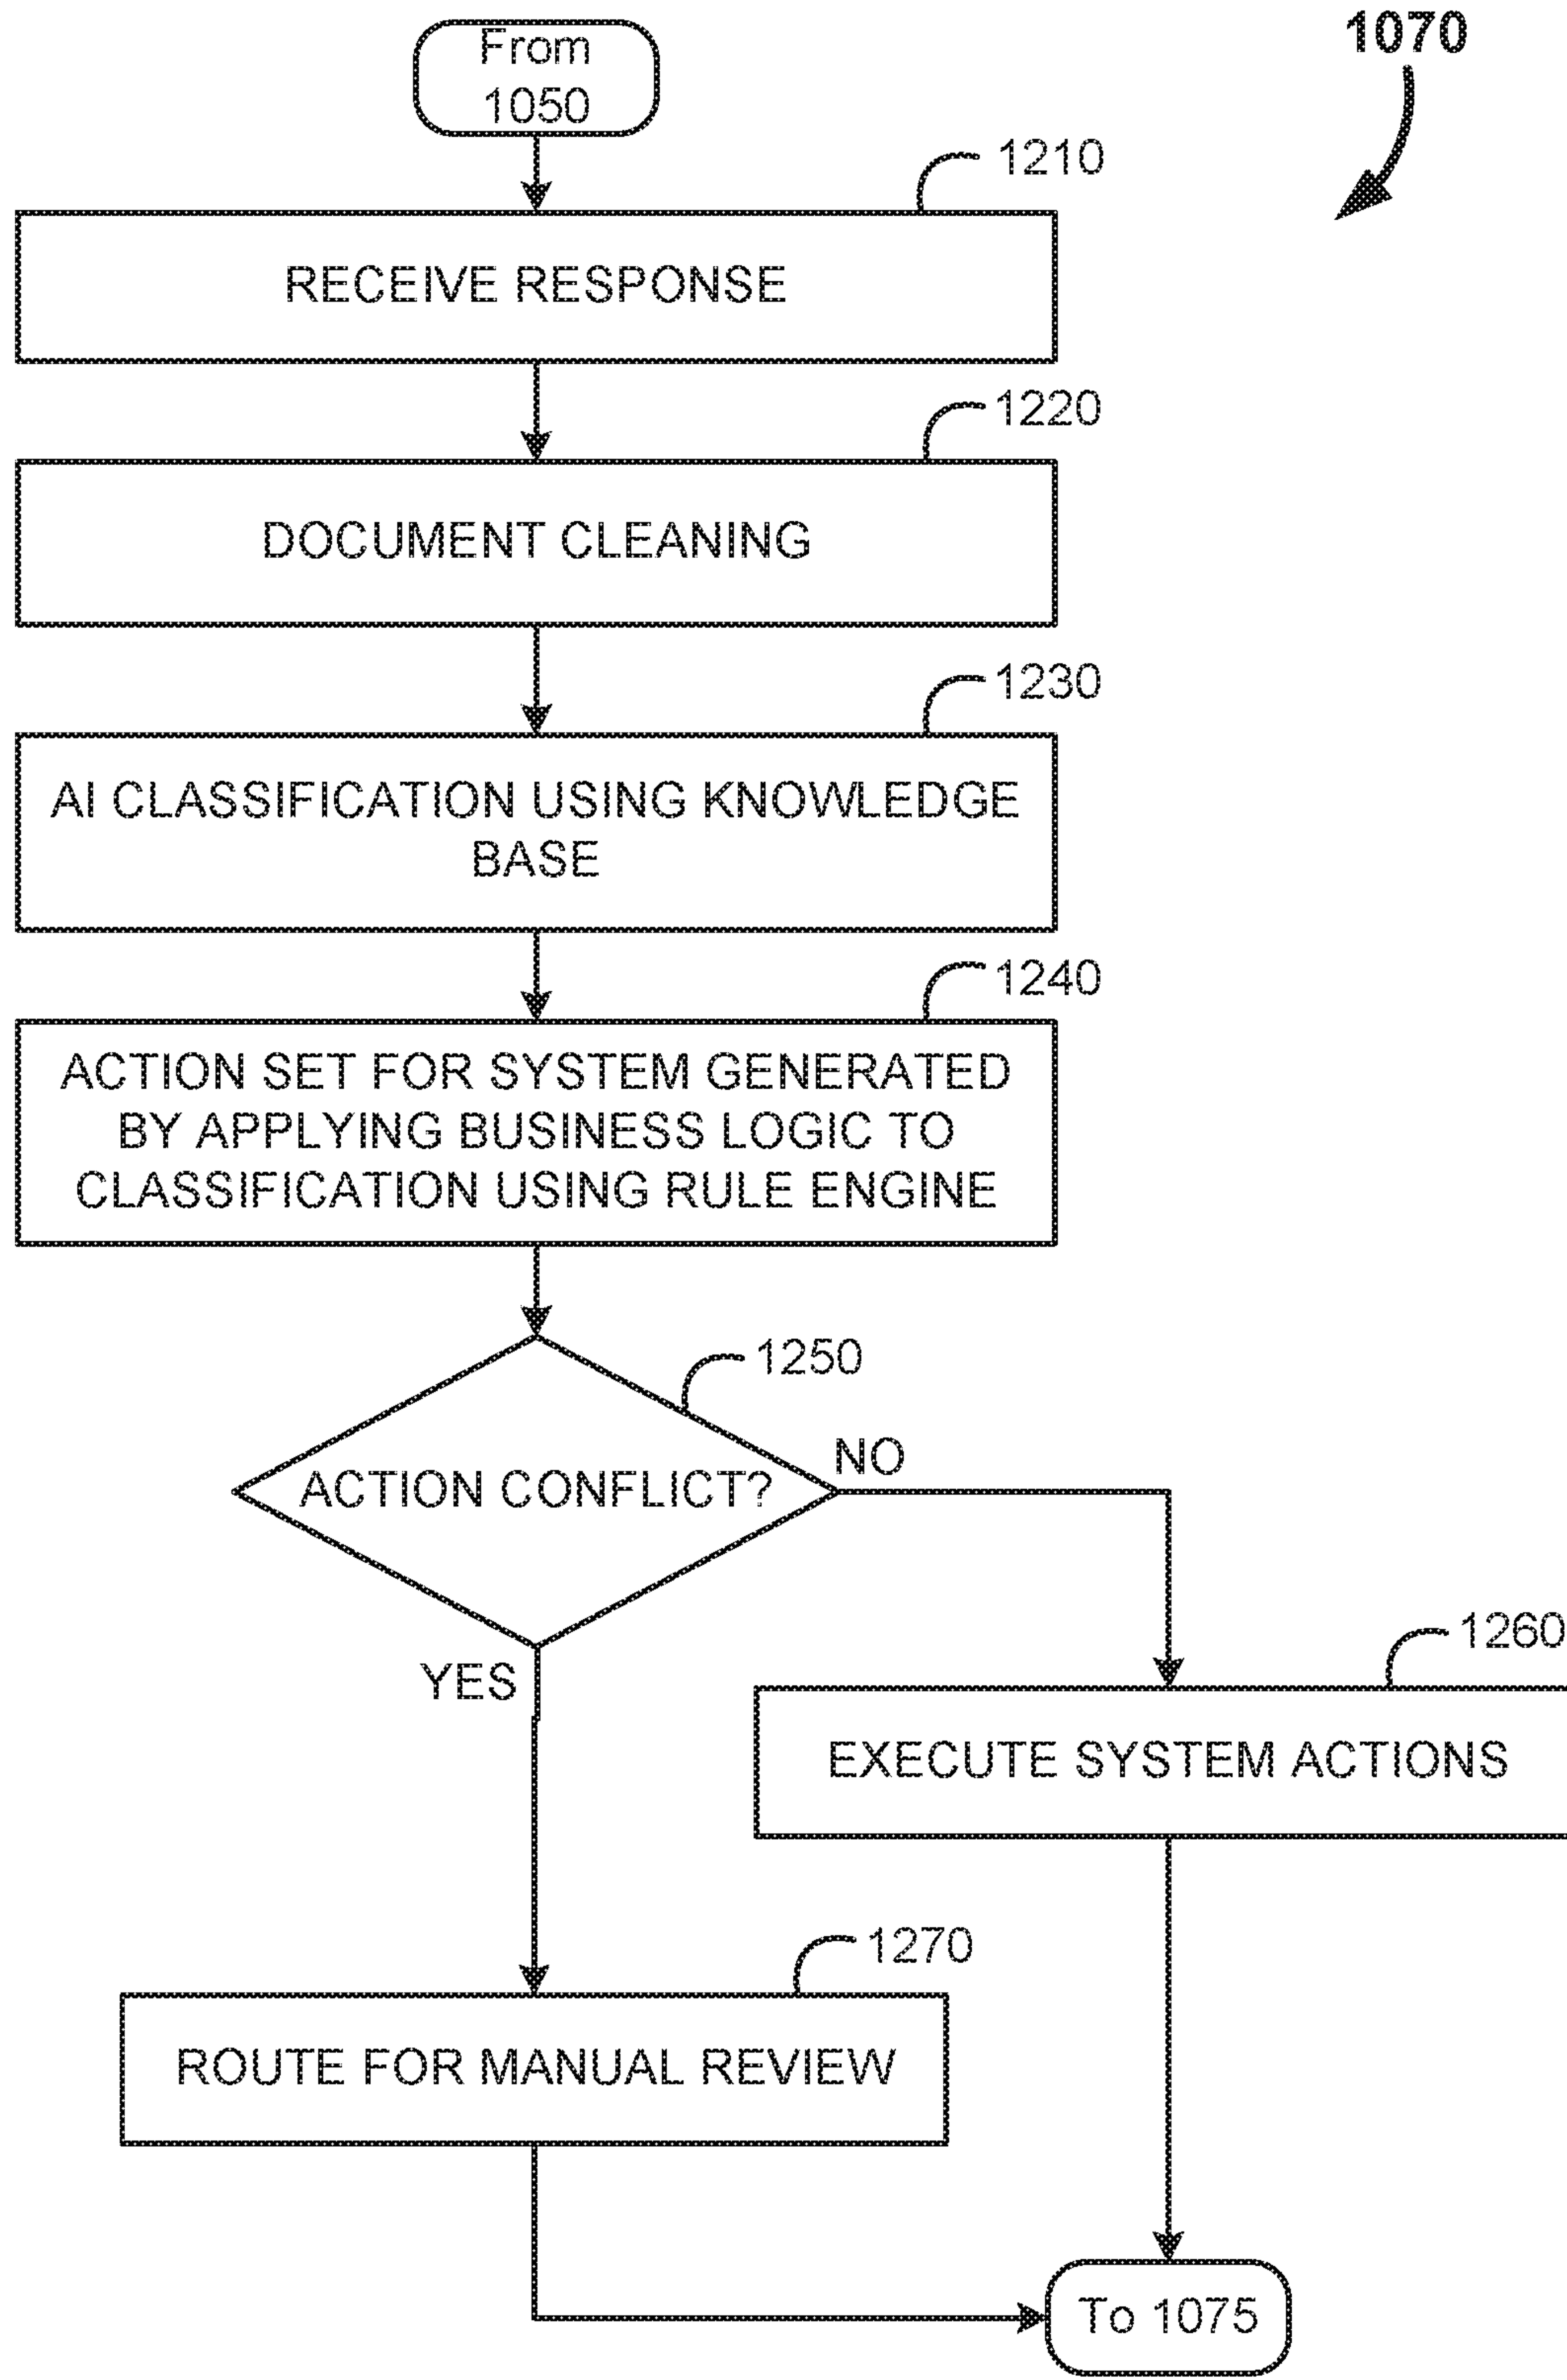 From
1050
1070
1210
RECEIVE RESPONSE
1220
DOCUMENT CLEANING
1230
AI CLASSIFICATION USING KNOWLEDGE
BASE
1240
ACTION SET FOR SYSTEM GENERATED
BY APPLYING BUSINESS LOGIC TO
CLASSIFICATION USING RULE ENGINE
1250
ACTION CONFLICT?
NO
YES
1260
EXECUTE SYSTEM ACTIONS
1270
ROUTE FOR MANUAL REVIEW
To 1075